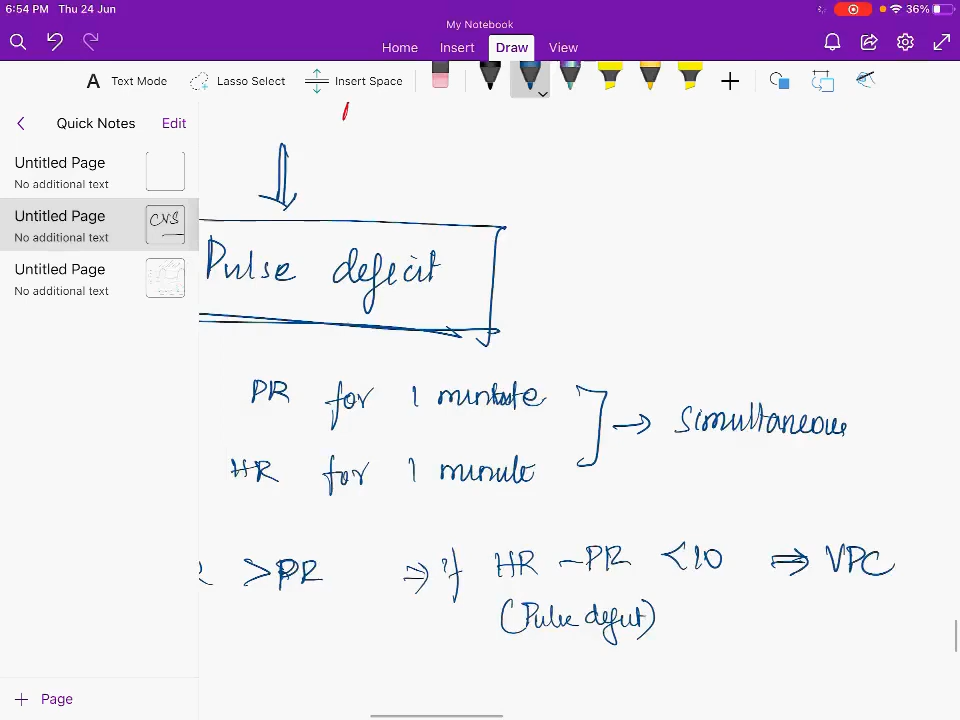 6:54 PM Thu 24 Jun
36%
My Notebook
Home Insert Draw View
Text Mode Lasso Select Insert Space
Quick Notes Edit
Untitled Page
No additional text
Untitled Page
No additional text
CNS
Untitled Page
No additional text
Pulse deficit
PR for 1 minute
HR for 1 minute
→ Simultaneous
>PR ⇒ if HR - PR <10 ⇒ VPC
(Pulse deficit)
+ Page